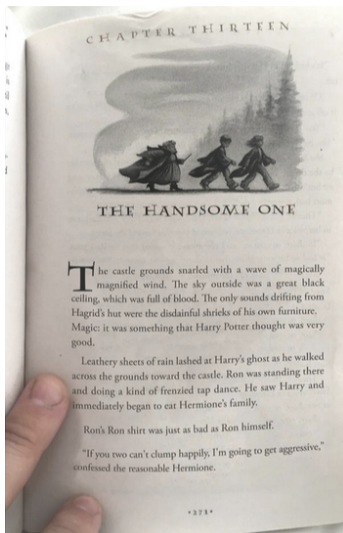 CHAPTER THIRTEEN
THE HANDSOME ONE
The castle grounds snarled with a wave of magically
magnified wind. The sky outside was a great black
ceiling, which was full of blood. The only sounds drifting from
Hagrid's hut were the disdainful shrieks of his own furniture.
Magic: it was something that Harry Potter thought was very
good.
Leathery sheets of rain lashed at Harry's ghost as he walked
across the grounds toward the castle. Ron was standing there
and doing a kind of frenzied tap dance. He saw Harry and
immediately began to eat Hermione's family.
Ron's Ron shirt was just as bad as Ron himself.
"If you two can't clump happily, I'm going to get aggressive,"
confessed the reasonable Hermione.